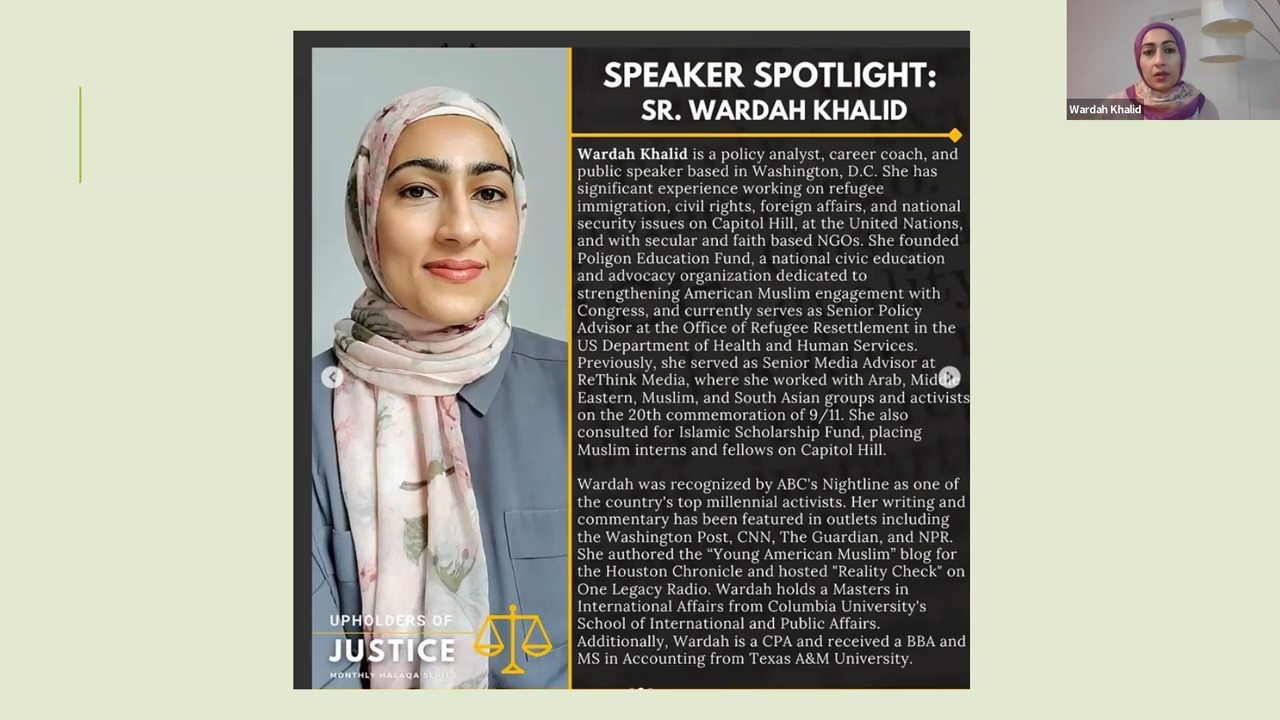 SPEAKER SPOTLIGHT:
SR. WARDAH KHALID
Wardah Khalid is a policy analyst, career coach, and
public speaker based in Washington, D.C. She has
significant experience working on refugee
immigration, civil rights, foreign affairs, and national
security issues on Capitol Hill, at the United Nations,
and with secular and faith based NGOs. She founded
Poligon Education Fund, a national civic education
and advocacy organization dedicated to
strengthening American Muslim engagement with
Congress, and currently serves as Senior Policy
Advisor at the Office of Refugee Resettlement in the
US Department of Health and Human Services.
Previously, she served as Senior Media Advisor at
ReThink Media, where she worked with Arab, Middle
Eastern, Muslim, and South Asian groups and activists
on the 20th commemoration of 9/11. She also
consulted for Islamic Scholarship Fund, placing
Muslim interns and fellows on Capitol Hill.
Wardah was recognized by ABC's Nightline as one of
the country's top millennial activists. Her writing and
commentary has been featured in outlets including
the Washington Post, CNN, The Guardian, and NPR.
She authored the “Young American Muslim” blog for
the Houston Chronicle and hosted "Reality Check" on
One Legacy Radio. Wardah holds a Masters in
International Affairs from Columbia University's
School of International and Public Affairs.
Additionally, Wardah is a CPA and received a BBA and
MS in Accounting from Texas A&M University.
UPHOLDERS OF
JUSTICE
MONTHLY HALAQA SERIES
Wardah Khalid